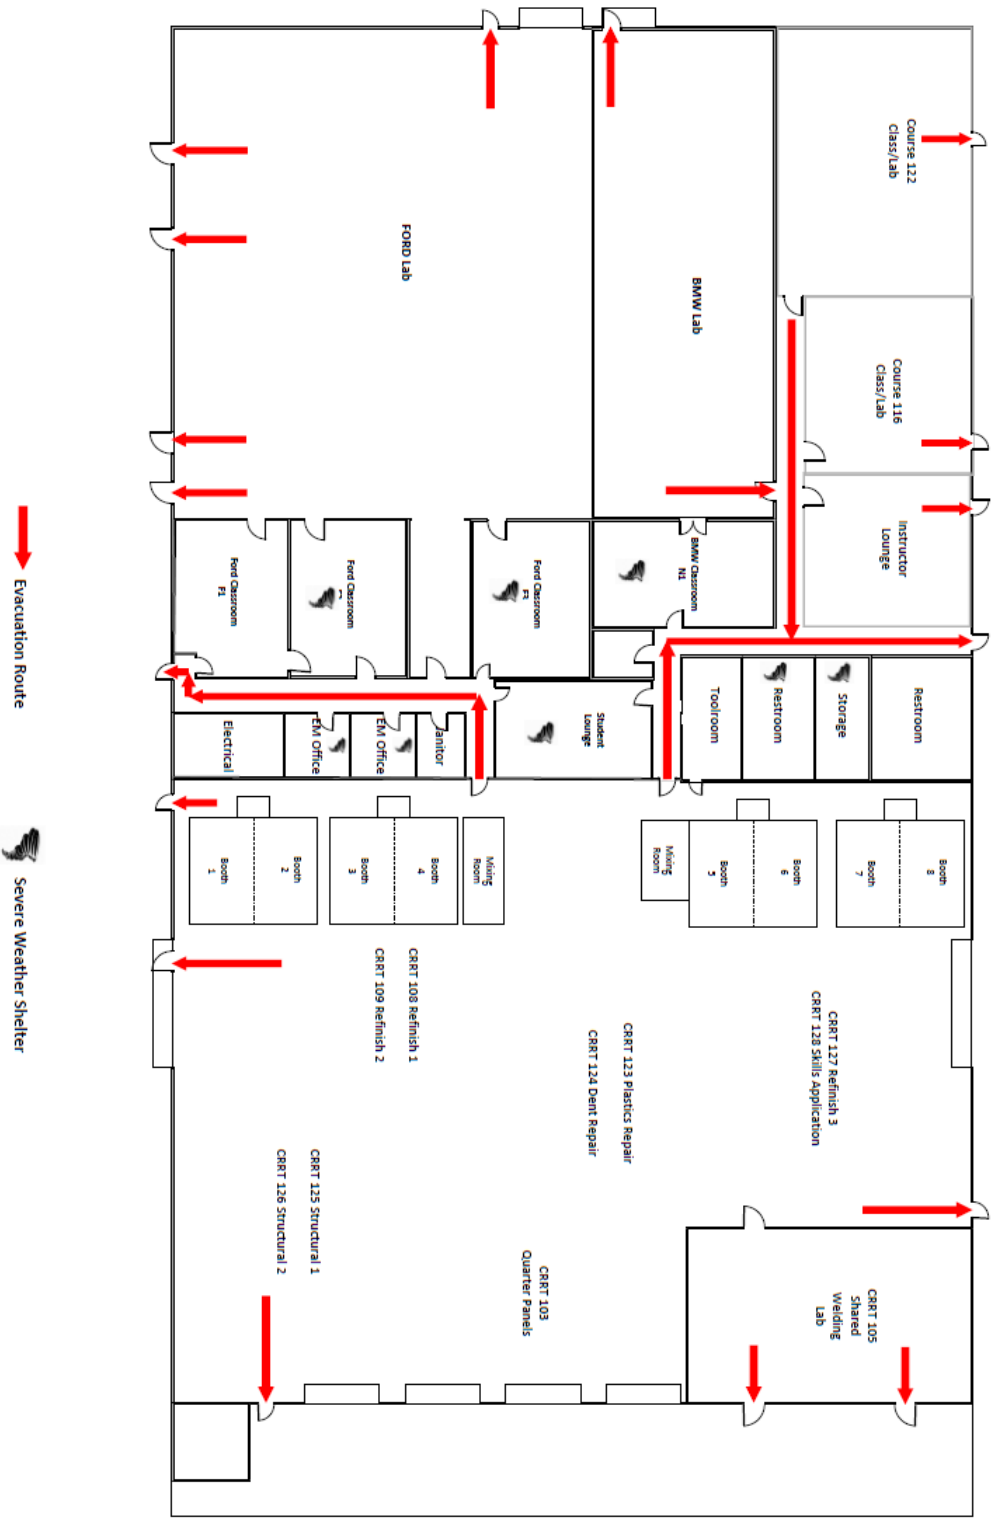 Course 122
Class/Lab
Course 116
Class/Lab
Instructor
Lounge
BMW Lab
FORD Lab
BMW Classroom
N1
Ford Classroom
Ford Classroom
Ford Classroom
F1
Restroom
Storage
Restroom
Toolroom
Student
Lounge
Janitor
EM Office
EM Office
Electrical
Booth
8
Booth
7
Booth
6
Booth
5
Mixing
Room
Mixing
Room
Booth
4
Booth
3
Booth
2
Booth
1
CRRT 127 Refinish 3
CRRT 128 Skills Application
CRRT 123 Plastics Repair
CRRT 124 Dent Repair
CRRT 108 Refinish 1
CRRT 109 Refinish 2
CRRT 125 Structural 1
CRRT 126 Structural 2
CRRT 103
Quarter Panels
CRRT 105
Shared
Welding
Lab
Evacuation Route
Severe Weather Shelter